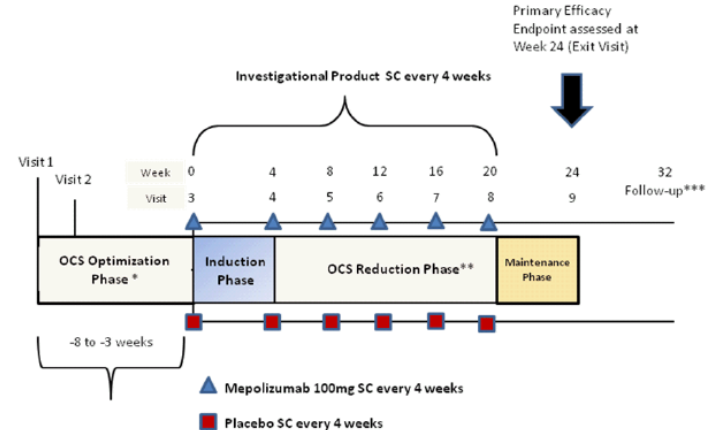 Primary Efficacy
Endpoint assessed at
Week 24 (Exit Visit)
Investigational Product SC every 4 weeks
Visit 1
Visit 2
Week 0 4 8 12 16 20 24 32
Visit 3 4 5 6 7 8 9 Follow-up***
OCS Optimization
Phase *
Induction
Phase
OCS Reduction Phase**
Maintenance
Phase
-8 to -3 weeks
Mepolizumab 100mg SC every 4 weeks
Placebo SC every 4 weeks